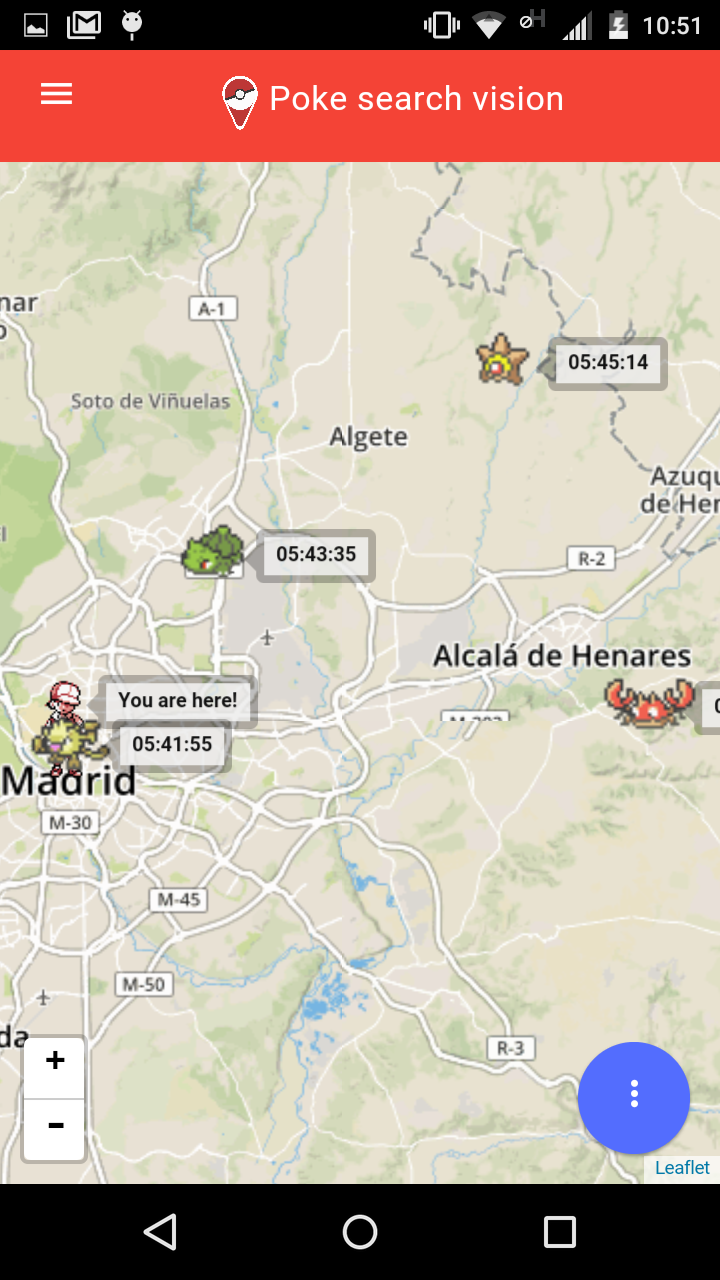 10:51
Poke search vision
nar
A-1
05:45:14
Soto de Viñuelas
Algete
Azuqu
de Her
05:43:35
R-2
Alcalá de Henares
You are here!
05:41:55
Madrid
M-30
M-45
M-50
da
+
R-3
-
Leaflet